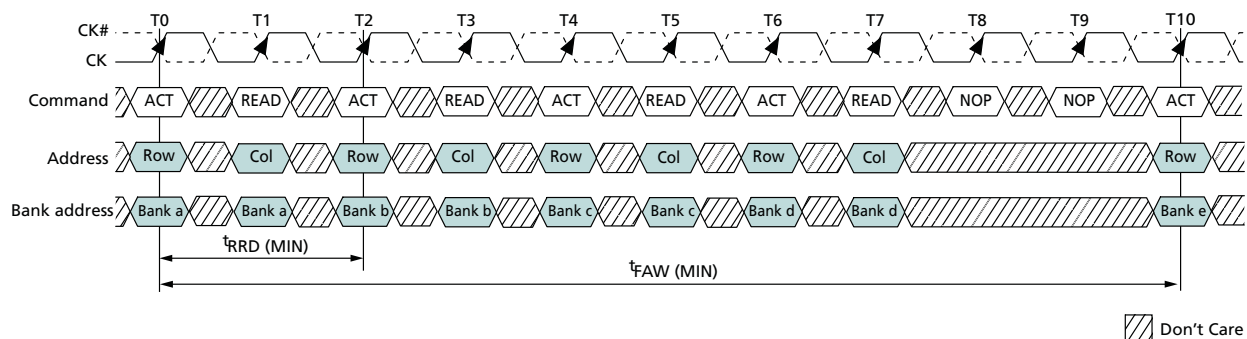 T0 T1 T2 T3 T4 T5 T6 T7 T8 T9 T10
CK#
CK
Command ACT READ ACT READ ACT READ ACT READ NOP NOP ACT
Address Row Col Row Col Row Col Row Col Row
Bank address Bank a Bank a Bank b Bank b Bank c Bank c Bank d Bank d Bank e
tRRD (MIN)
tFAW (MIN)
Don't Care